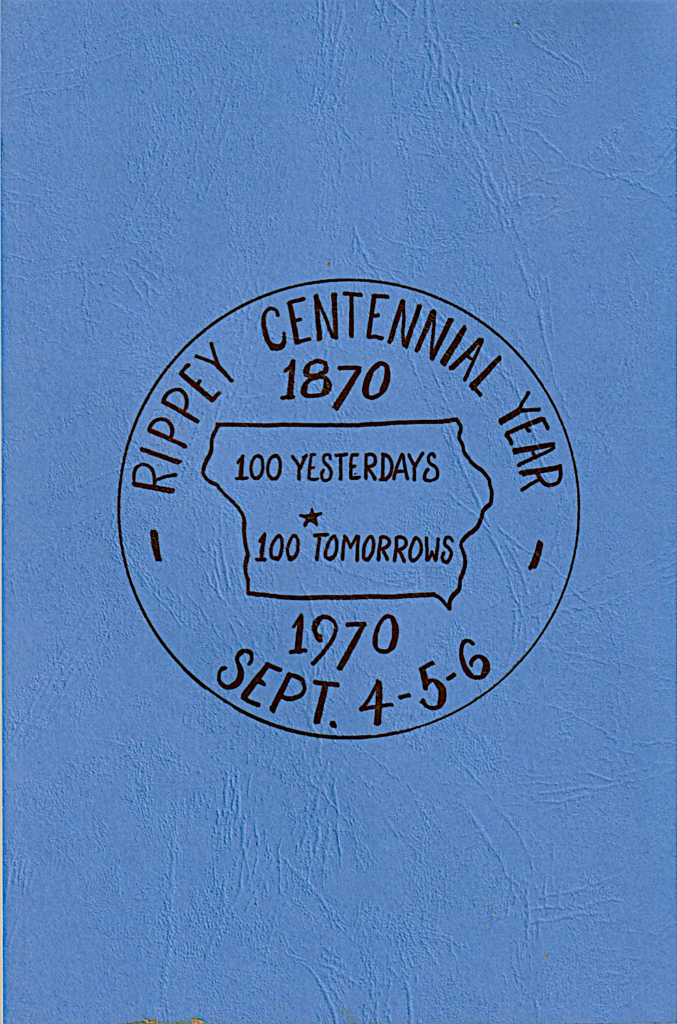 RIPPEY CENTENNIAL YEAR
1870
100 YESTERDAYS
100 TOMORROWS
1970
SEPT. 4-5-6